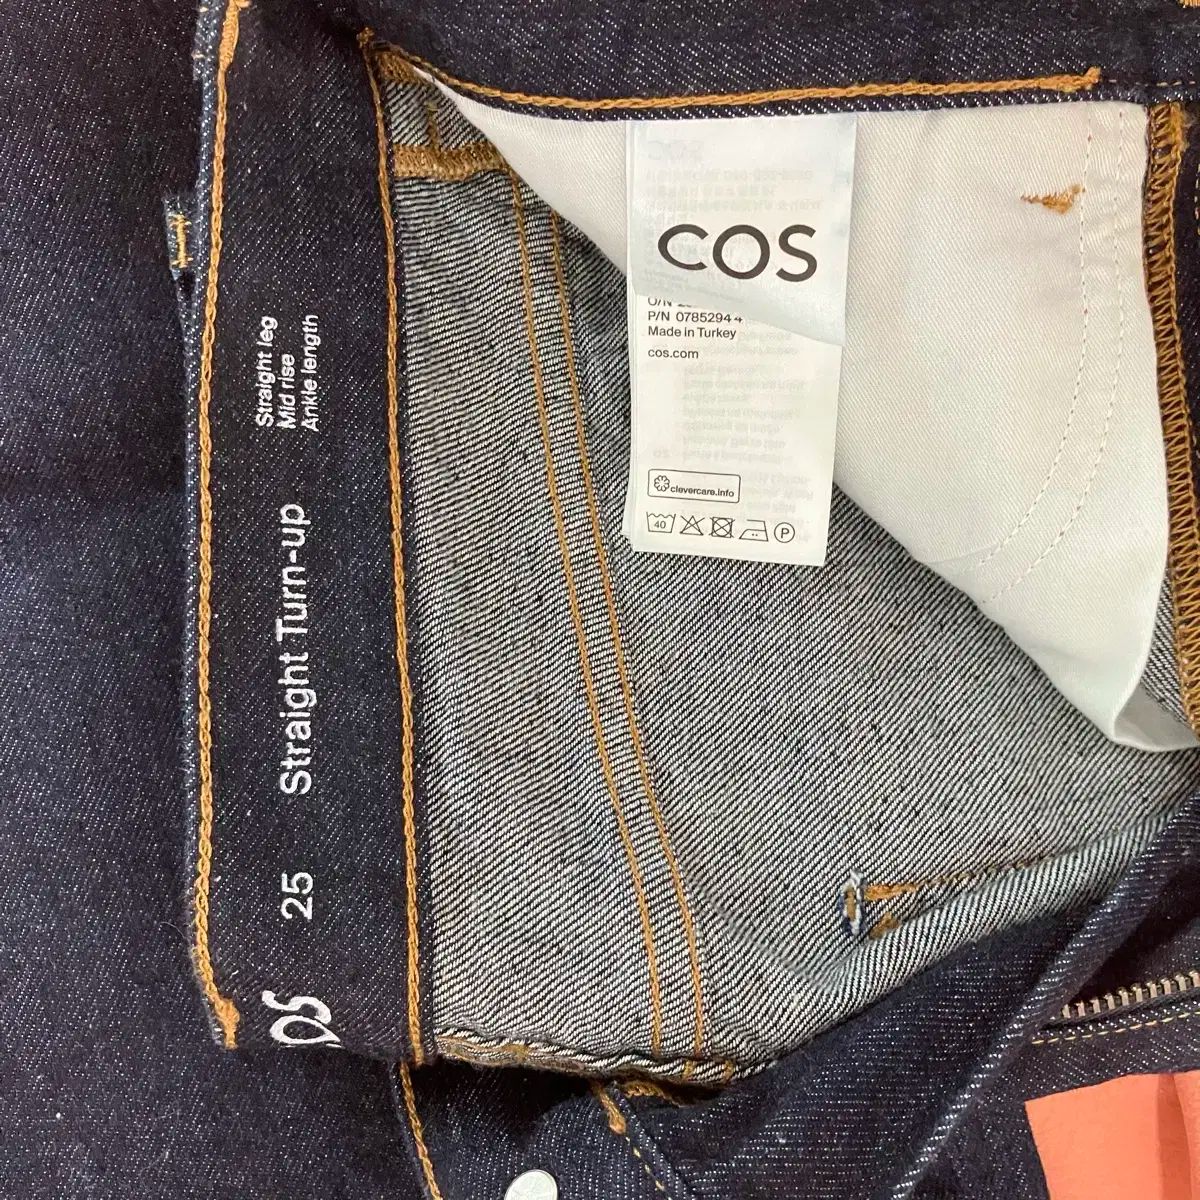 COS
P/N 0785294 4
Made in Turkey
cos.com
clevercare.info
40
P
Straight leg
Mid rise
Ankle length
Straight Turn-up
25